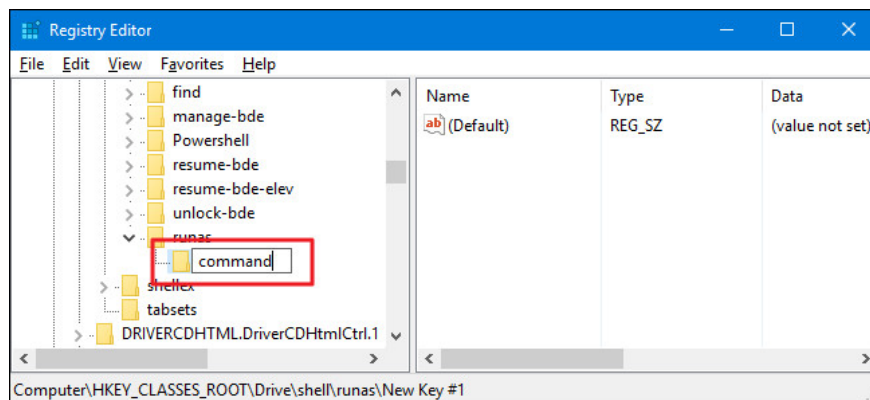 Registry Editor
File Edit View Favorites Help
find
manage-bde
Powershell
resume-bde
resume-bde-elev
unlock-bde
runas
command
shellex
tabsets
DRIVERCDHTML.DriverCDHtmlCtrl.1
Name Type Data
ab (Default) REG_SZ (value not set)
Computer\HKEY_CLASSES_ROOT\Drive\shell\runas\New Key #1